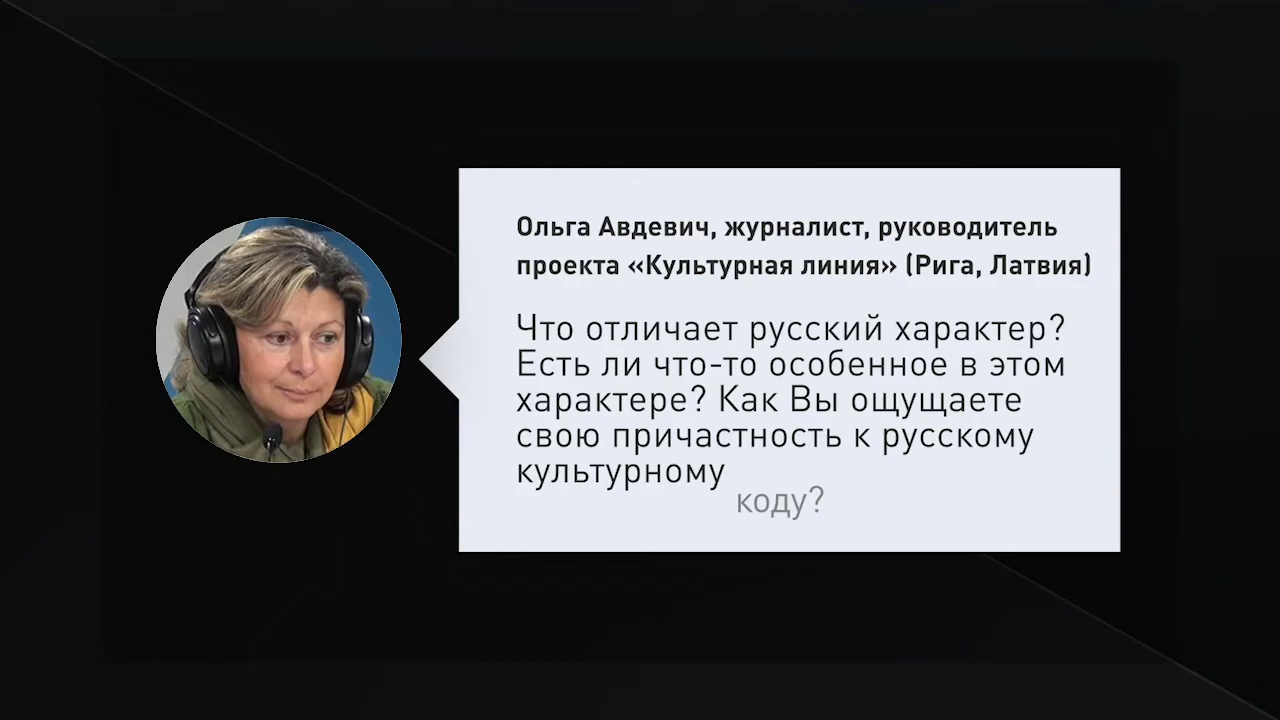 Ольга Авдевич, журналист, руководитель
проекта «Культурная линия» (Рига, Латвия)
Что отличает русский характер?
Есть ли что-то особенное в этом
характере? Как Вы ощущаете
свою причастность к русскому
культурному
коду?